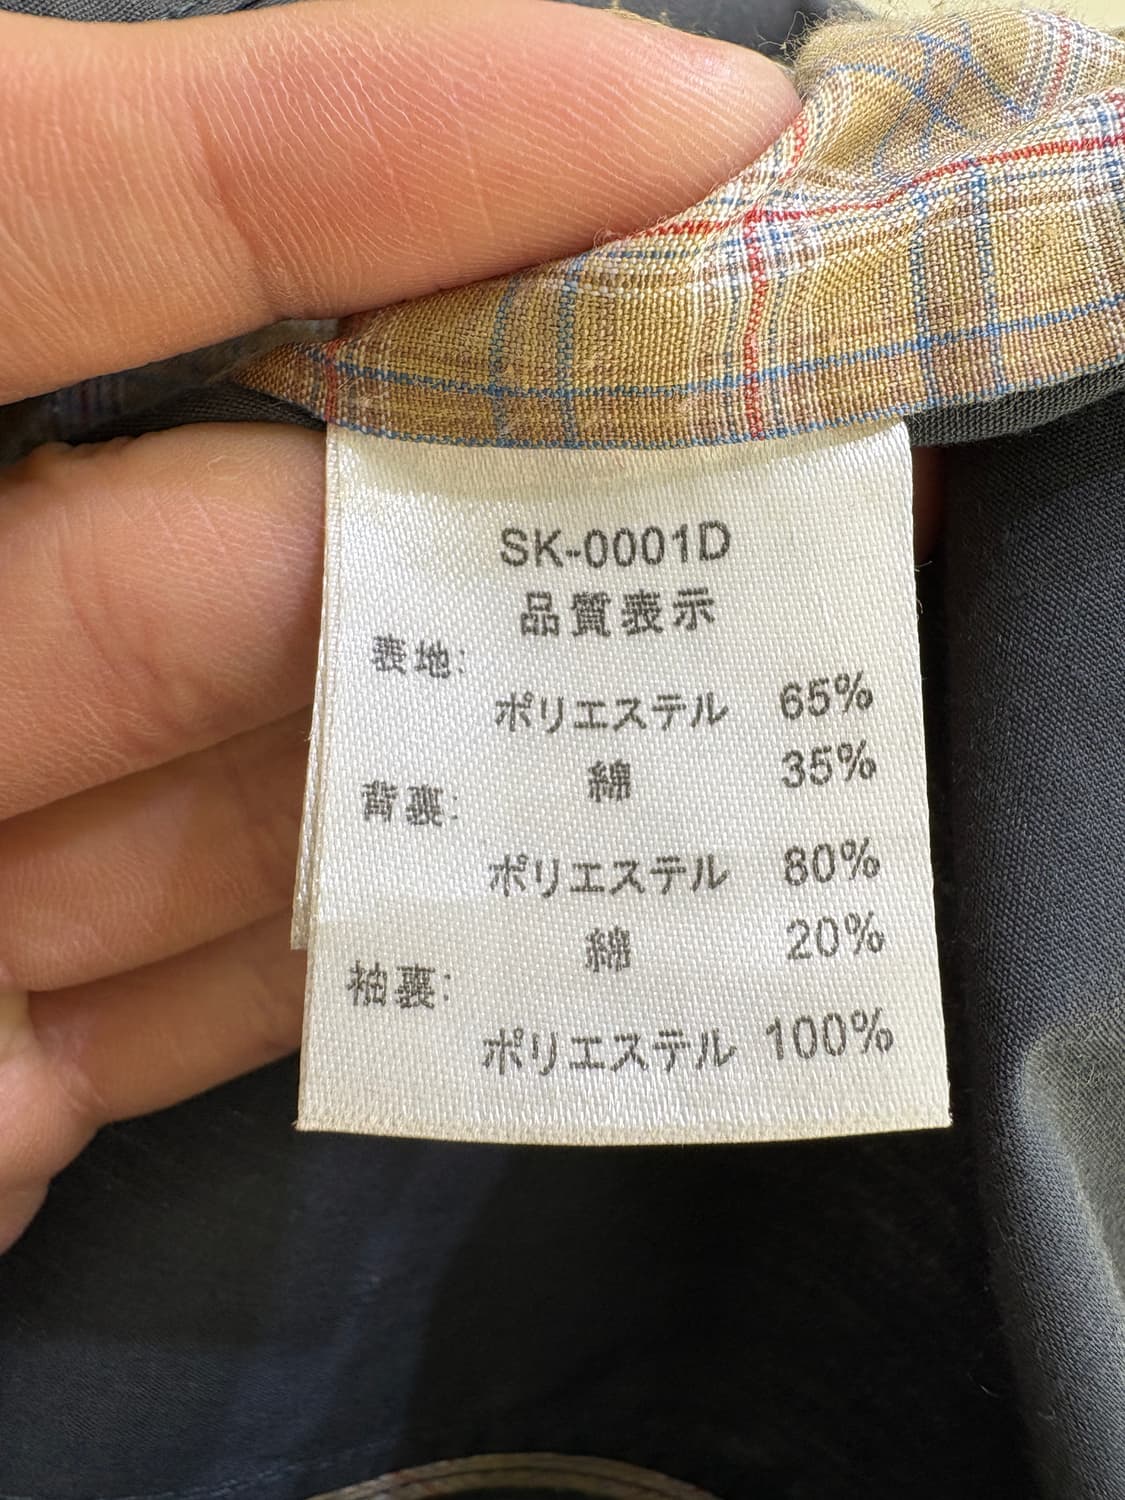 SK-0001D
品質表示
表地:
ポリエステル 65%
綿 35%
背裏:
ポリエステル 80%
綿 20%
袖裏:
ポリエステル 100%